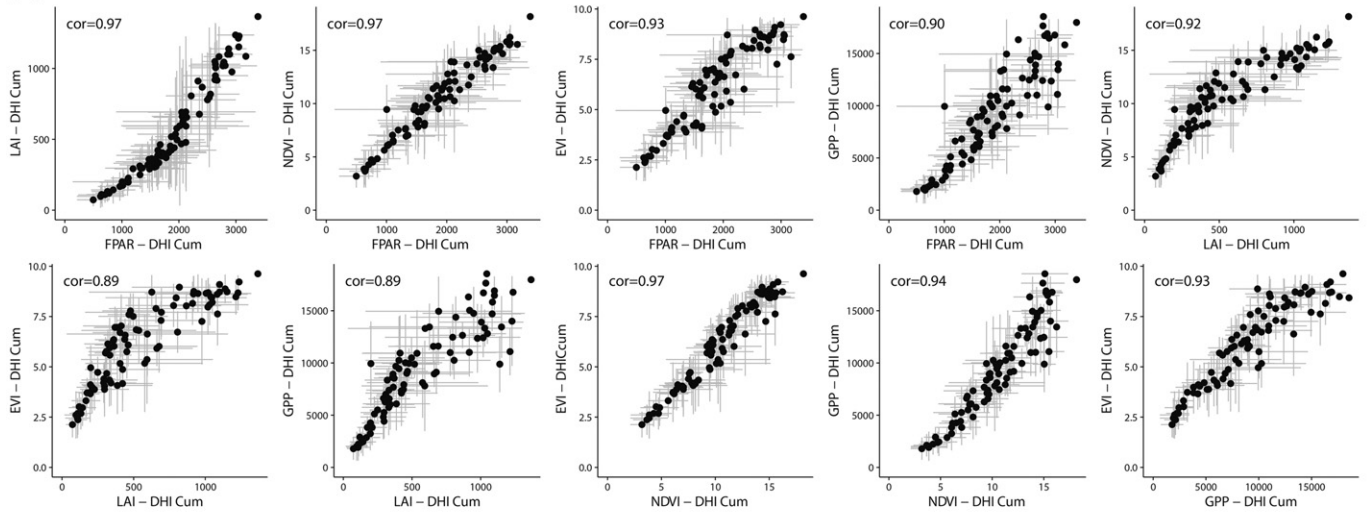 cor=0.97
LAI – DHI Cum
1000
500
0
0 1000 2000 3000
FPAR – DHI Cum
cor=0.97
NDVI – DHI Cum
15
10
5
0
0 1000 2000 3000
FPAR – DHI Cum
cor=0.93
EVI – DHI Cum
10.0
7.5
5.0
2.5
0.0
0 1000 2000 3000
FPAR – DHI Cum
cor=0.90
GPP – DHI Cum
15000
10000
5000
0
0 1000 2000 3000
FPAR – DHI Cum
cor=0.92
NDVI – DHI Cum
15
10
5
0
0 500 1000
LAI – DHI Cum
cor=0.89
EVI – DHI Cum
10.0
7.5
5.0
2.5
0.0
0 500 1000
LAI – DHI Cum
cor=0.89
GPP – DHI Cum
15000
10000
5000
0
0 500 1000
LAI – DHI Cum
cor=0.97
EVI – DHICcum
10.0
7.5
5.0
2.5
0.0
0 5 10 15
NDVI – DHI Cum
cor=0.94
GPP – DHI Cum
15000
10000
5000
0
0 5 10 15
NDVI – DHI Cum
cor=0.93
EVI – DHI Cum
10.0
7.5
5.0
2.5
0.0
0 5000 10000 15000
GPP – DHI Cum